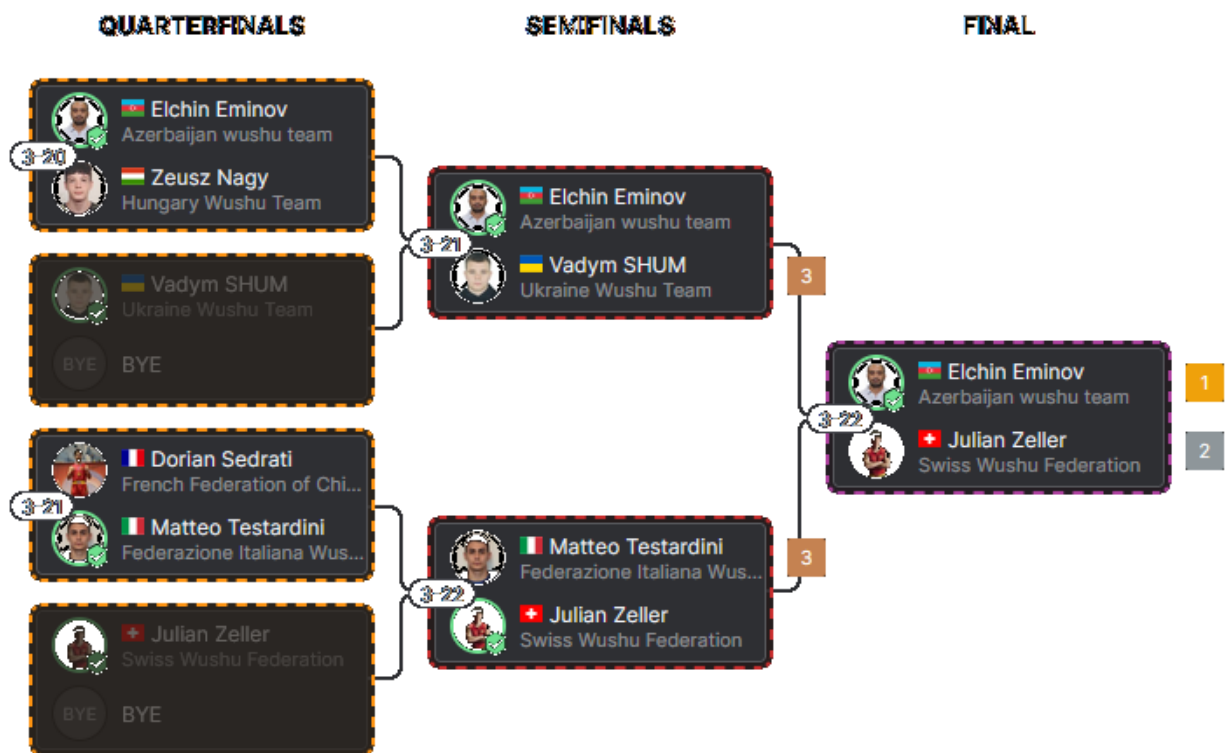 QUARTERFINALS
SEMIFINALS
FINAL
Elchin Eminov
Azerbaijan wushu team
3-20
Zeusz Nagy
Hungary Wushu Team
Vadym SHUM
Ukraine Wushu Team
BYE
BYE
Dorian Sedrati
French Federation of Chi...
3-21
Matteo Testardini
Federazione Italiana Wus...
Julian Zeller
Swiss Wushu Federation
BYE
BYE
Elchin Eminov
Azerbaijan wushu team
3-21
Vadym SHUM
Ukraine Wushu Team
3
Matteo Testardini
Federazione Italiana Wus...
3
3-22
Julian Zeller
Swiss Wushu Federation
Elchin Eminov
Azerbaijan wushu team
1
3-22
Julian Zeller
Swiss Wushu Federation
2